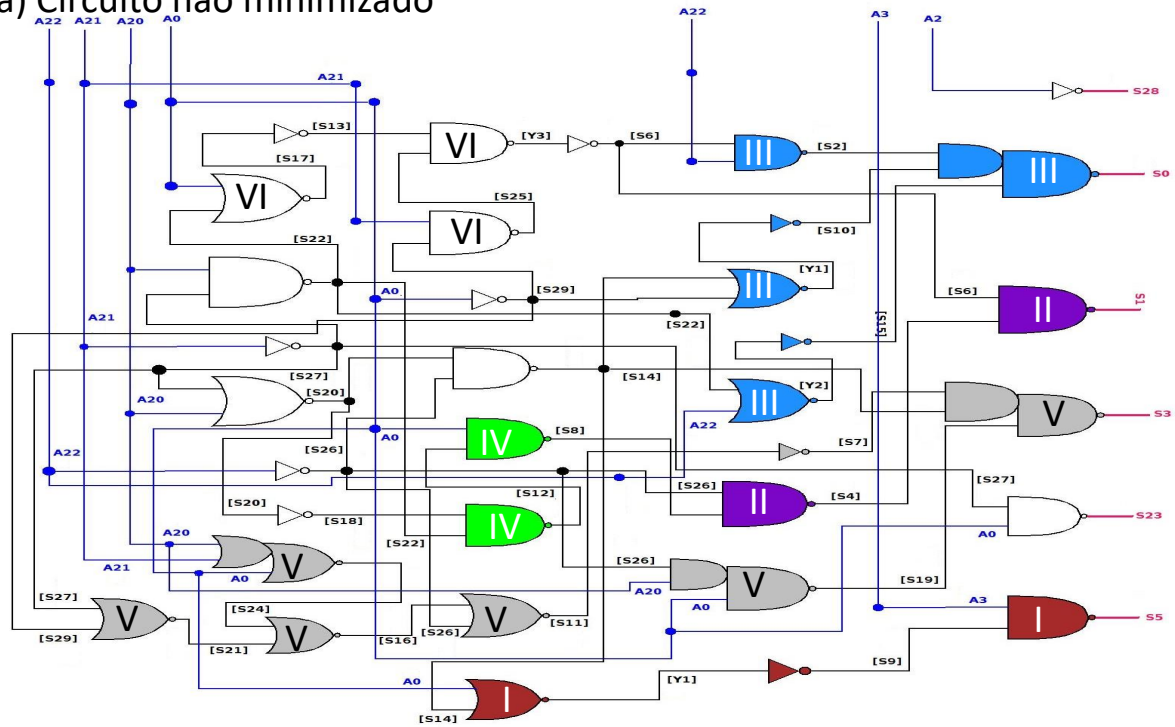 a) Circuito não minimizado
A22 A21 A20 A0 A22 A3 A2
A21
S28
[S13] [Y3] [S6] [S2]
VI III
[S17] III S0
VI [S25]
VI [S10]
[S22]
[Y1]
[S29] III [S6]
A0 II S1
A21 [S22] [S15]
[S27] [S14] [Y2]
[S20] III
A20 A22 V S3
A0 [S8] [S7]
[S26] IV
A22 [S12] [S26] [S27]
[S20] II [S4]
[S18] IV S23
A20 [S22] A0
A21 A0 V [S26] [S19]
A20 V
[S27] [S24] A0 A3
V V V I S5
[S29] [S21] [S16] [S26] [S11]
[S9]
A0 I [Y1]
[S14]